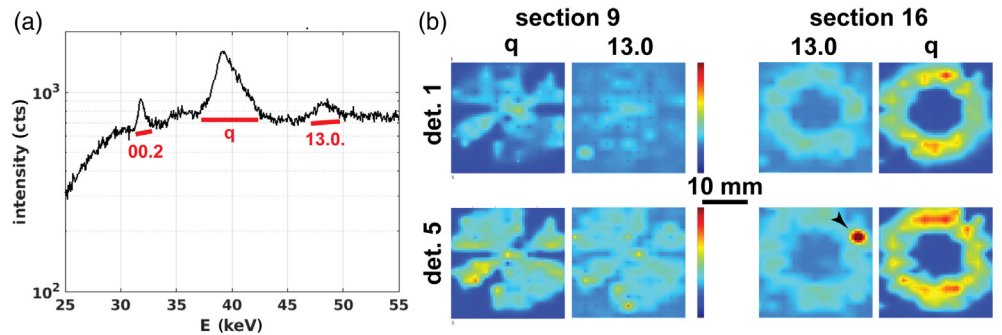 (a)
intensity (cts)
10³
10²
00.2
q
13.0.
25 30 35 40 45 50 55
E (keV)
(b)
section 9 section 16
q 13.0 13.0 q
det. 1
10 mm
det. 5